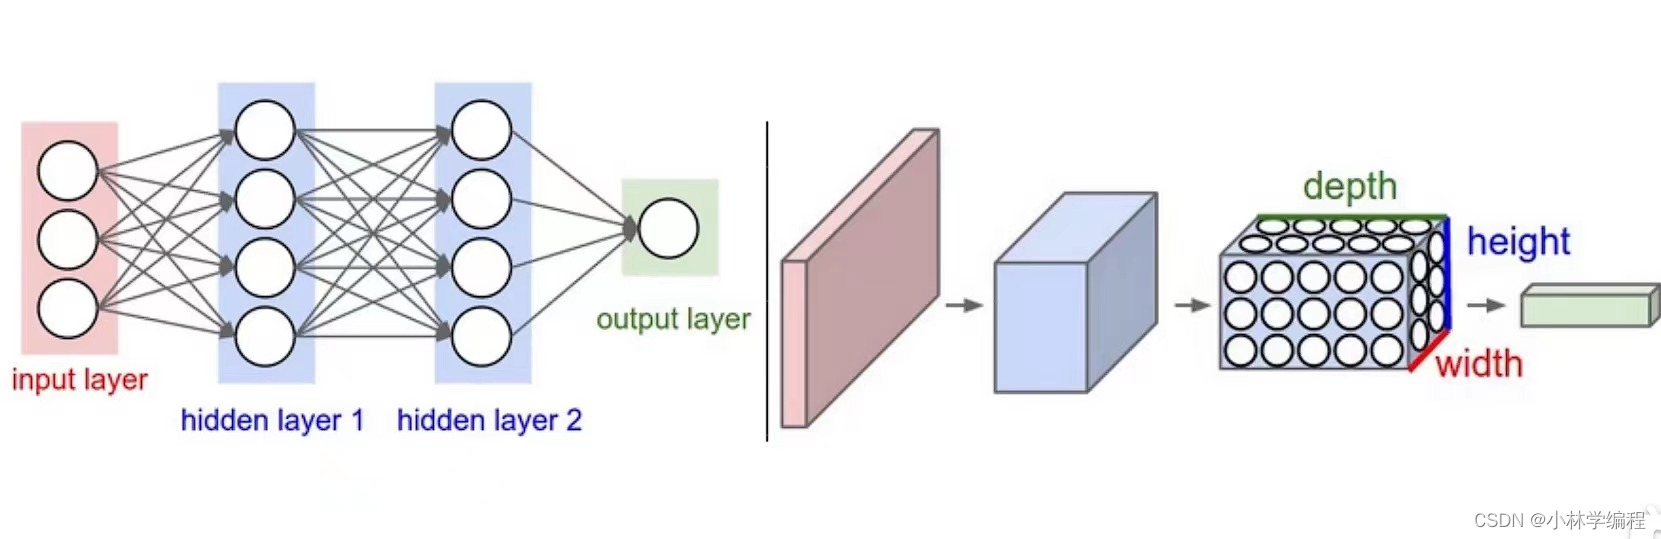 input layer
hidden layer 1
hidden layer 2
output layer
depth
height
width
CSDN @小林学编程